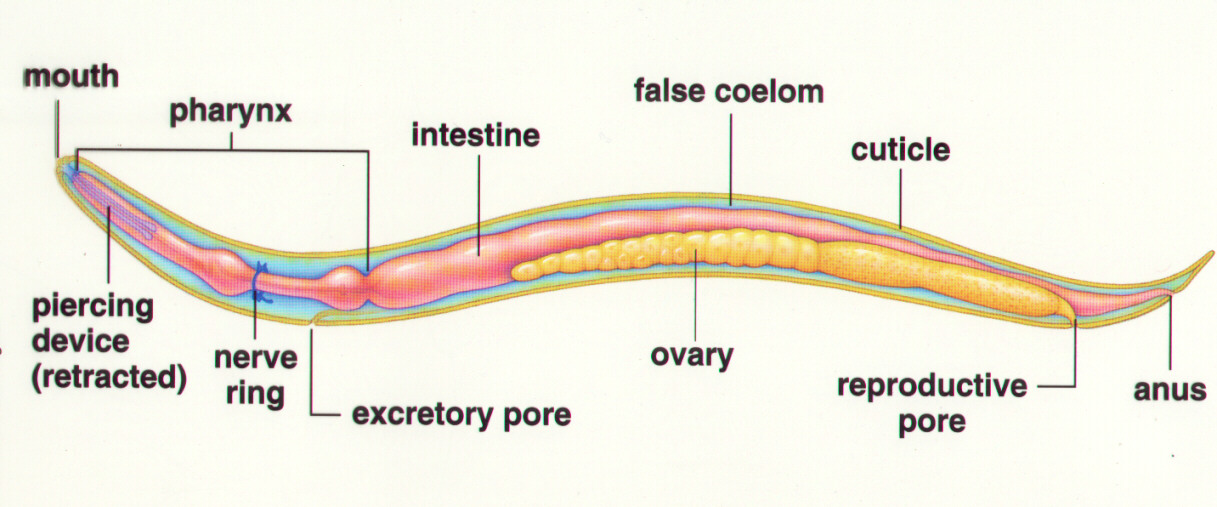 mouth
pharynx
intestine
false coelom
cuticle
piercing
device
(retracted)
nerve
ring
excretory pore
ovary
reproductive
pore
anus